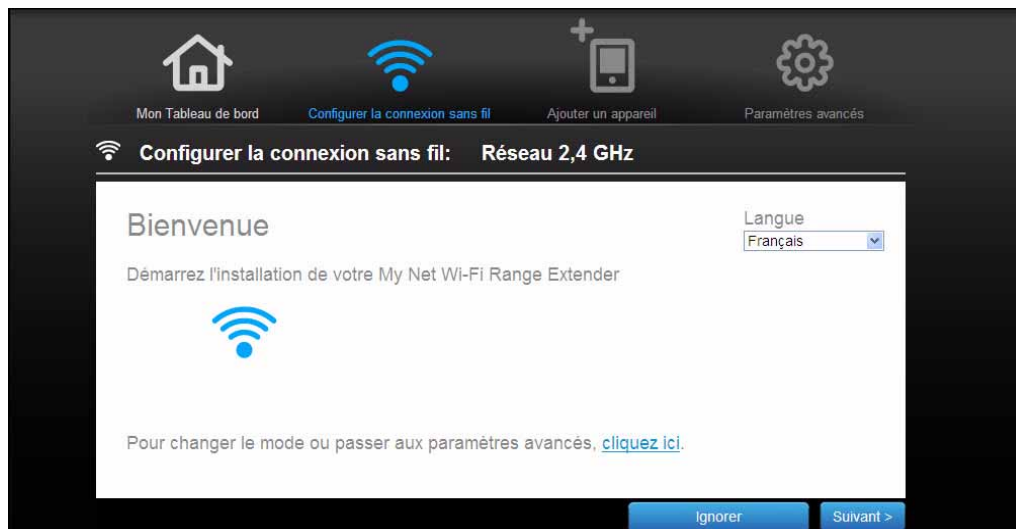 Mon Tableau de bord
Configurer la connexion sans fil
Ajouter un appareil
Paramètres avancés
Configurer la connexion sans fil: Réseau 2,4 GHz
Bienvenue
Langue
Français
Démarrez l'installation de votre My Net Wi-Fi Range Extender
Pour changer le mode ou passer aux paramètres avancés, cliquez ici.
Ignorer
Suivant >